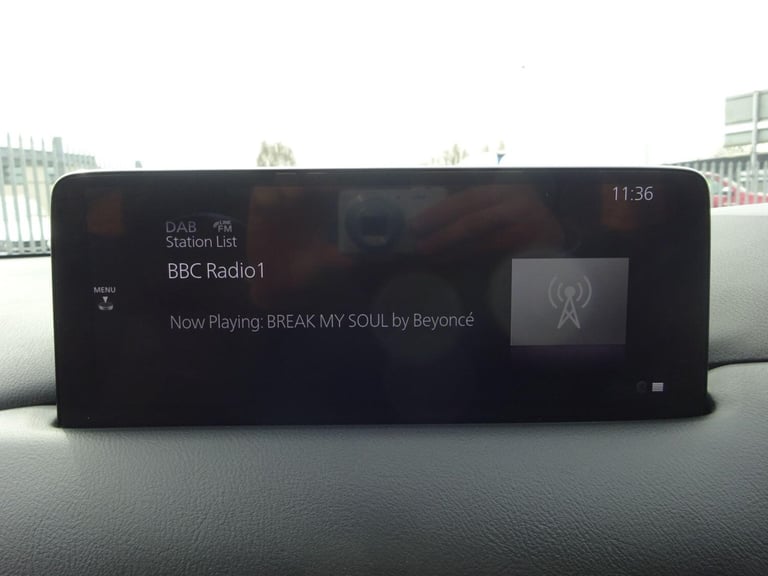 11:36
DAB LINK FM
Station List
BBC Radio1
MENU
Now Playing: BREAK MY SOUL by Beyoncé